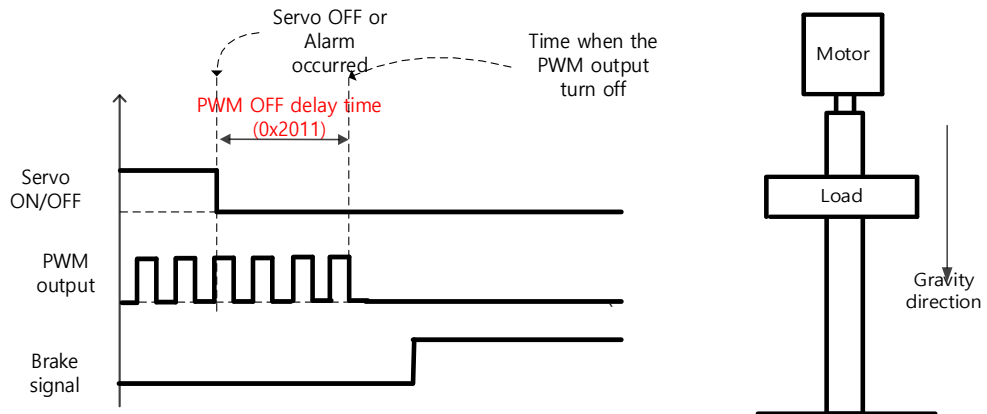 Servo OFF or
Alarm
occurred
Time when the
PWM output
turn off
PWM OFF delay time
(0x2011)
Servo
ON/OFF
PWM
output
Brake
signal
Motor
Load
Gravity
direction